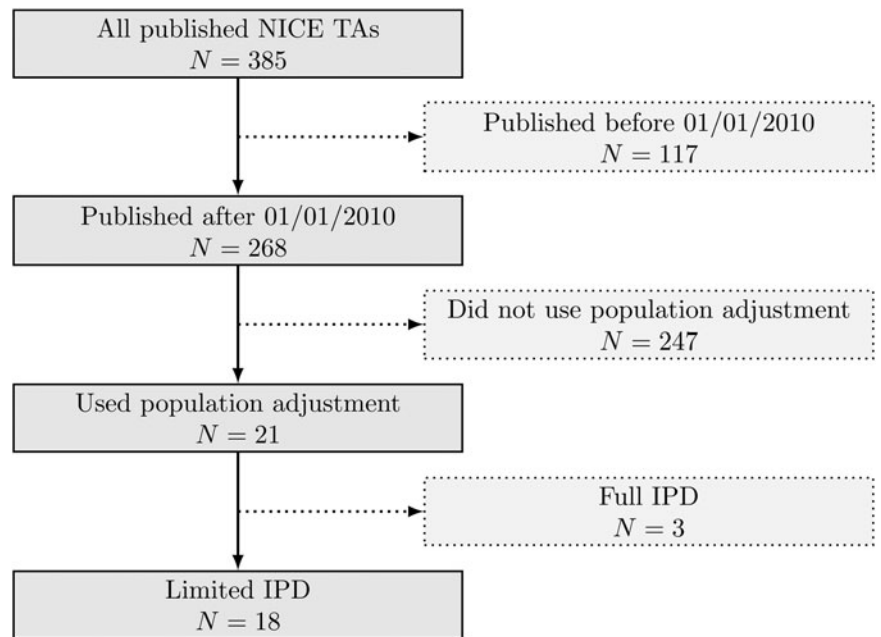 All published NICE TAs
N = 385
Published before 01/01/2010
N = 117
Published after 01/01/2010
N = 268
Did not use population adjustment
N = 247
Used population adjustment
N = 21
Full IPD
N = 3
Limited IPD
N = 18